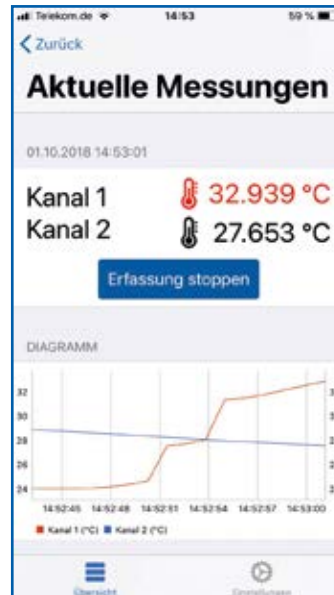 Telekom.de 14:53 59 %
Zurück
Aktuelle Messungen
01.10.2018 14:53:01
Kanal 1 32.939 °C
Kanal 2 27.653 °C
Erfassung stoppen
DIAGRAMM
32
30
28
26
24
14:52:45 14:52:48 14:52:51 14:52:54 14:52:57 14:53:00
Kanal 1 (°C) Kanal 2 (°C)
Übersicht Einstellungen